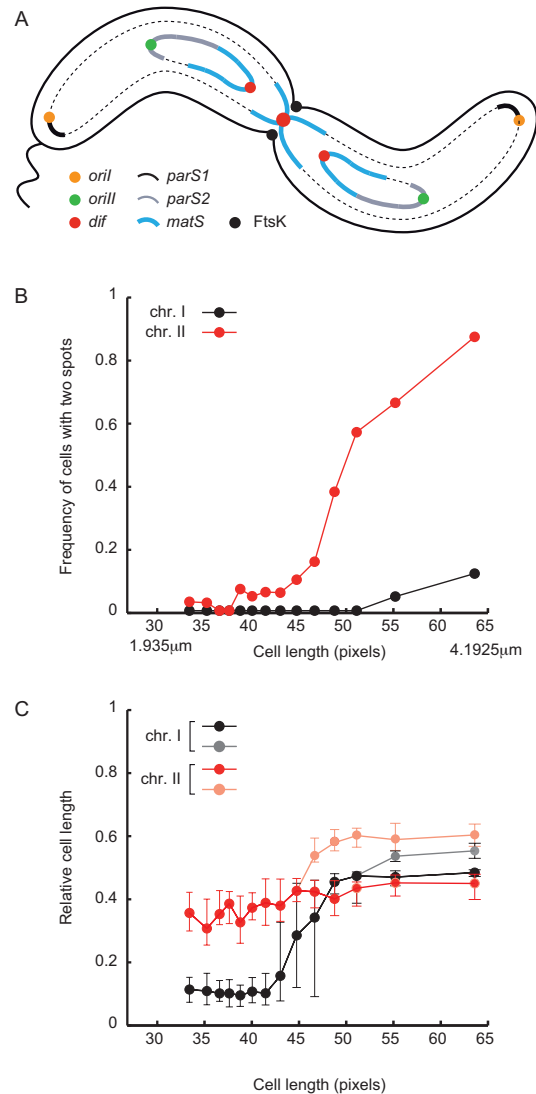 A
oriI parS1
oriII parS2
dif matS FtsK
B
1
chr. I
chr. II
0.8
0.6
0.4
0.2
0
Frequency of cells with two spots
30 35 40 45 50 55 60 65
1.935µm 4.1925µm
Cell length (pixels)
C
1
chr. I
0.8
chr. II
0.6
0.4
0.2
0
Relative cell length
30 35 40 45 50 55 60 65
Cell length (pixels)